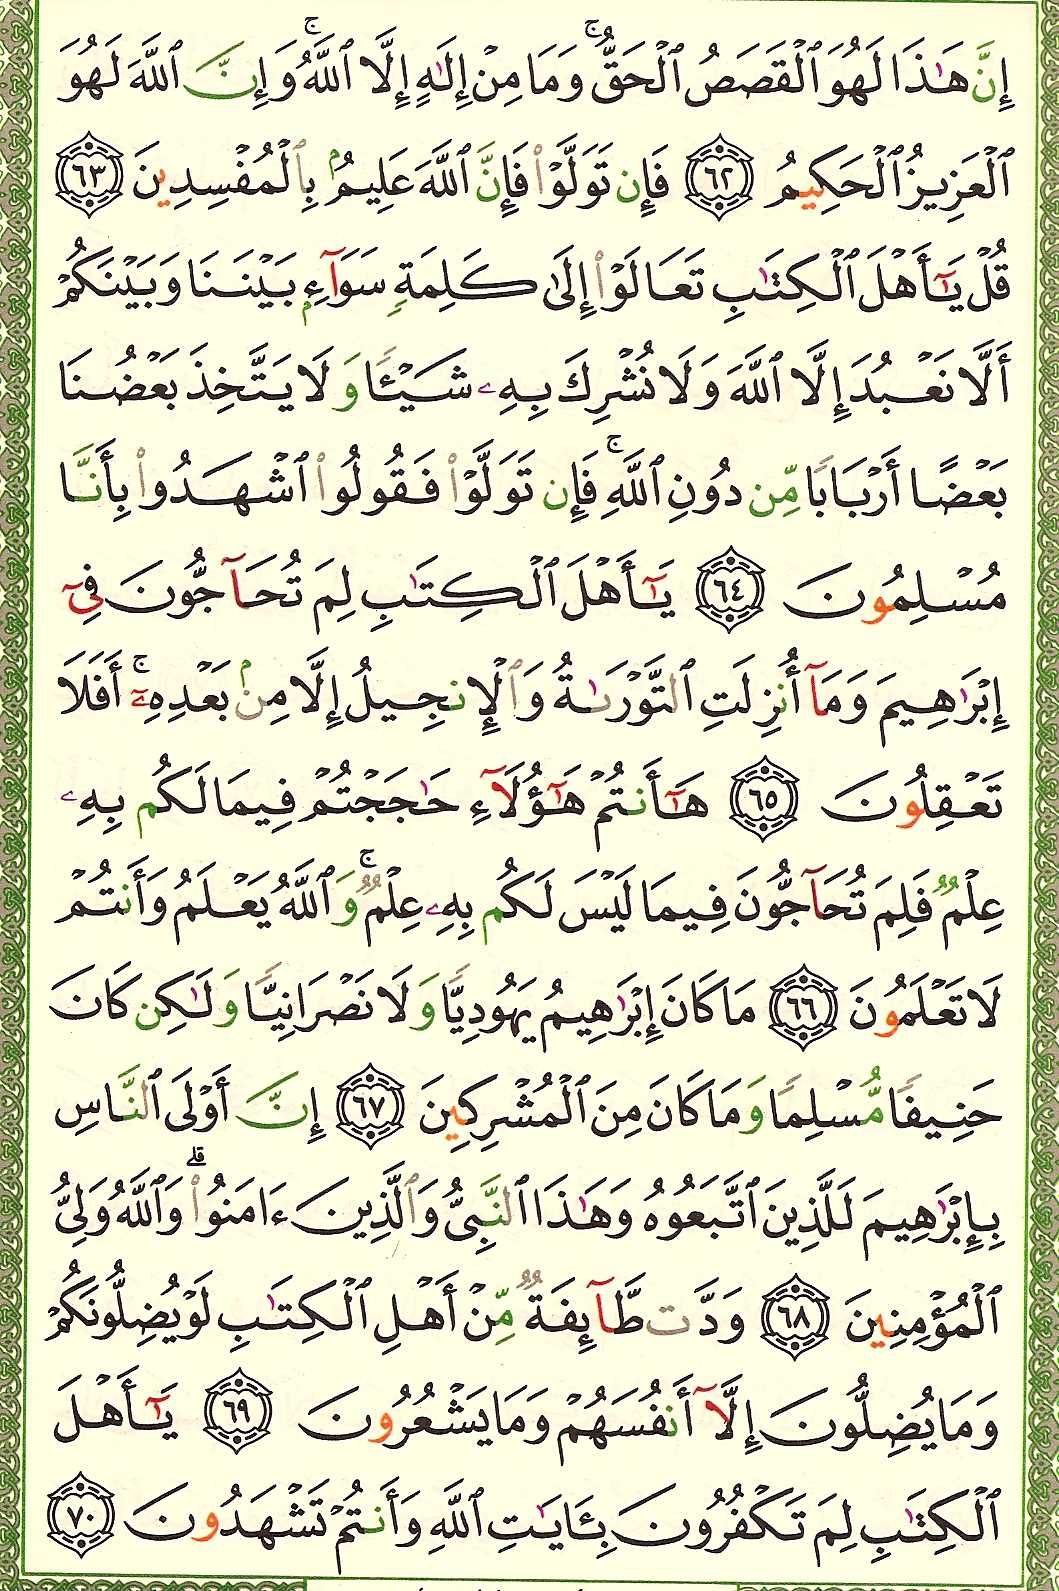 إِنَّ هَٰذَا لَهُوَ ٱلْقَصَصُ ٱلْحَقُّ ۚ وَمَا مِنْ إِلَٰهٍ إِلَّا ٱللَّهُ ۚ وَإِنَّ ٱللَّهَ لَهُوَ
ٱلْعَزِيزُ ٱلْحَكِيمُ ٦٢ فَإِن تَوَلَّوْا۟ فَإِنَّ ٱللَّهَ عَلِيمٌۢ بِٱلْمُفْسِدِينَ ٦٣
قُلْ يَٰٓأَهْلَ ٱلْكِتَٰبِ تَعَالَوْا۟ إِلَىٰ كَلِمَةٍ سَوَآءٍۭ بَيْنَنَا وَبَيْنَكُمْ
أَلَّا نَعْبُدَ إِلَّا ٱللَّهَ وَلَا نُشْرِكَ بِهِۦ شَيْـًٔا وَلَا يَتَّخِذَ بَعْضُنَا
بَعْضًا أَرْبَابًا مِّن دُونِ ٱللَّهِ ۚ فَإِن تَوَلَّوْا۟ فَقُولُوا۟ ٱشْهَدُوا۟ بِأَنَّا
مُسْلِمُونَ ٦٤ يَٰٓأَهْلَ ٱلْكِتَٰبِ لِمَ تُحَآجُّونَ فِىٓ
إِبْرَٰهِيمَ وَمَآ أُنزِلَتِ ٱلتَّوْرَىٰةُ وَٱلْإِنجِيلُ إِلَّا مِنۢ بَعْدِهِۦٓ ۚ أَفَلَا
تَعْقِلُونَ ٦٥ هَٰٓأَنتُمْ هَٰٓؤُلَآءِ حَٰجَجْتُمْ فِيمَا لَكُم بِهِۦ
عِلْمٌ فَلِمَ تُحَآجُّونَ فِيمَا لَيْسَ لَكُم بِهِۦ عِلْمٌ ۚ وَٱللَّهُ يَعْلَمُ وَأَنتُمْ
لَا تَعْلَمُونَ ٦٦ مَا كَانَ إِبْرَٰهِيمُ يَهُودِيًّا وَلَا نَصْرَانِيًّا وَلَٰكِن كَانَ
حَنِيفًا مُّسْلِمًا وَمَا كَانَ مِنَ ٱلْمُشْرِكِينَ ٦٧ إِنَّ أَوْلَى ٱلنَّاسِ
بِإِبْرَٰهِيمَ لَلَّذِينَ ٱتَّبَعُوهُ وَهَٰذَا ٱلنَّبِىُّ وَٱلَّذِينَ ءَامَنُوا۟ ۗ وَٱللَّهُ وَلِىُّ
ٱلْمُؤْمِنِينَ ٦٨ وَدَّت طَّآئِفَةٌ مِّنْ أَهْلِ ٱلْكِتَٰبِ لَوْ يُضِلُّونَكُمْ
وَمَا يُضِلُّونَ إِلَّآ أَنفُسَهُمْ وَمَا يَشْعُرُونَ ٦٩ يَٰٓأَهْلَ
ٱلْكِتَٰبِ لِمَ تَكْفُرُونَ بِـَٔايَٰتِ ٱللَّهِ وَأَنتُمْ تَشْهَدُونَ ٧٠